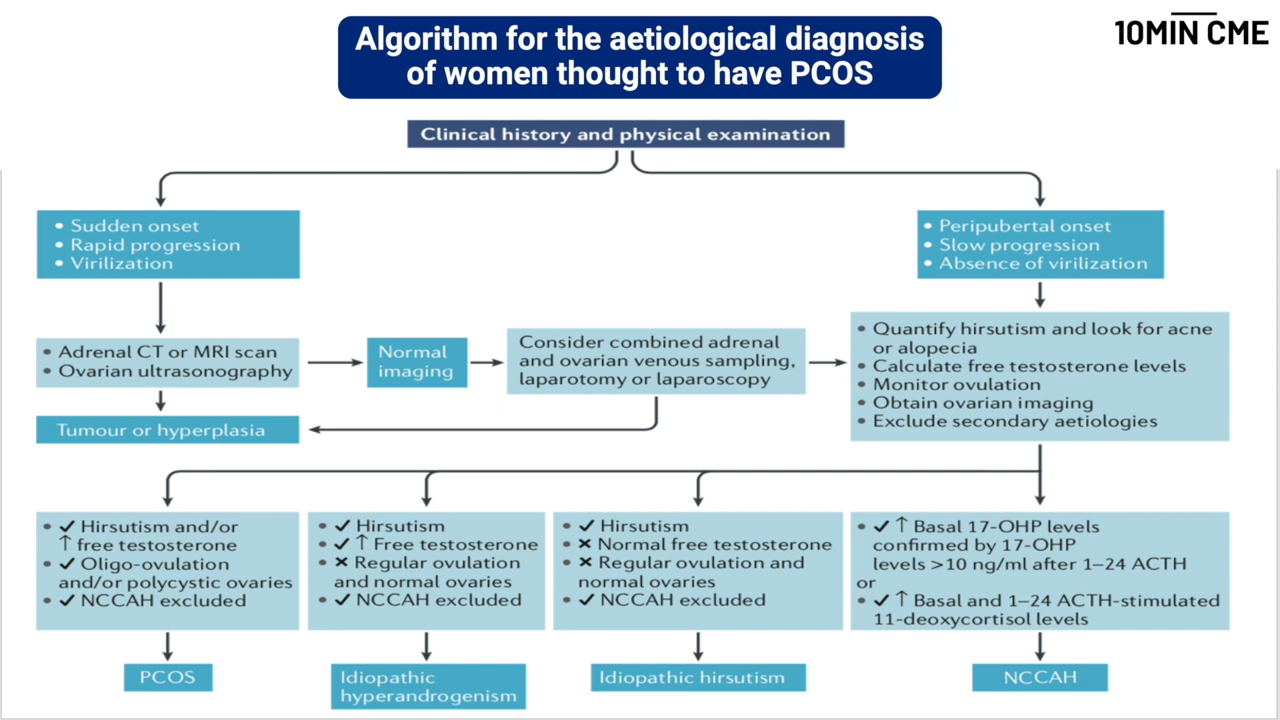 Algorithm for the aetiological diagnosis
of women thought to have PCOS
10MIN CME
Clinical history and physical examination
• Sudden onset
• Rapid progression
• Virilization
• Peripubertal onset
• Slow progression
• Absence of virilization
• Adrenal CT or MRI scan
• Ovarian ultrasonography
Normal
imaging
Consider combined adrenal
and ovarian venous sampling,
laparotomy or laparoscopy
• Quantify hirsutism and look for acne
or alopecia
• Calculate free testosterone levels
• Monitor ovulation
• Obtain ovarian imaging
• Exclude secondary aetiologies
Tumour or hyperplasia
• ✓ Hirsutism and/or
↑ free testosterone
• ✓ Oligo-ovulation
and/or polycystic ovaries
• ✓ NCCAH excluded
• ✓ Hirsutism
• ✓ ↑ Free testosterone
• ✗ Regular ovulation
and normal ovaries
• ✓ NCCAH excluded
• ✓ Hirsutism
• ✗ Normal free testosterone
• ✗ Regular ovulation and
normal ovaries
• ✓ NCCAH excluded
• ✓ ↑ Basal 17-OHP levels
confirmed by 17-OHP
levels >10 ng/ml after 1–24 ACTH
or
• ✓ ↑ Basal and 1–24 ACTH-stimulated
11-deoxycortisol levels
PCOS
Idiopathic
hyperandrogenism
Idiopathic hirsutism
NCCAH